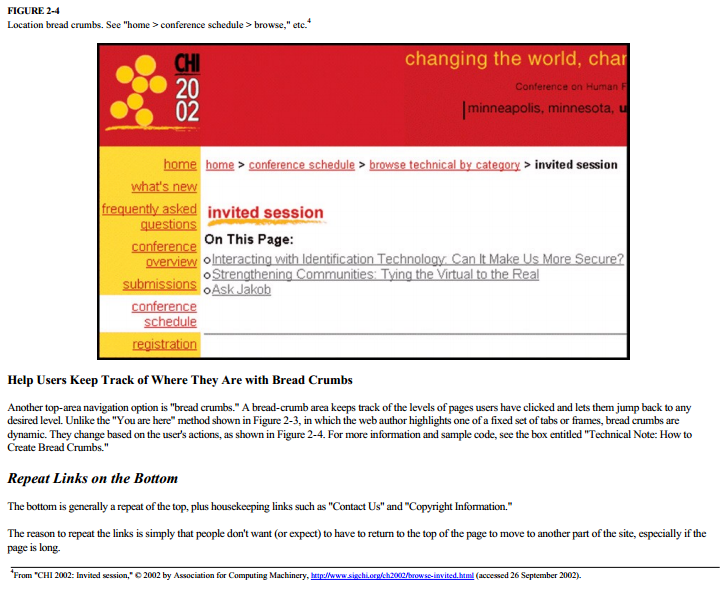 FIGURE 2-4
Location bread crumbs. See "home > conference schedule > browse," etc.4
CHI
20
02
changing the world, char
Conference on Human F
minneapolis, minnesota, u
home
what's new
frequently asked
questions
conference
overview
submissions
conference
schedule
registration
home > conference schedule > browse technical by category > invited session
invited session
On This Page:
Interacting with Identification Technology: Can It Make Us More Secure?
Strengthening Communities: Tying the Virtual to the Real
Ask Jakob
Help Users Keep Track of Where They Are with Bread Crumbs
Another top-area navigation option is "bread crumbs." A bread-crumb area keeps track of the levels of pages users have clicked and lets them jump back to any
desired level. Unlike the "You are here" method shown in Figure 2-3, in which the web author highlights one of a fixed set of tabs or frames, bread crumbs are
dynamic. They change based on the user's actions, as shown in Figure 2-4. For more information and sample code, see the box entitled "Technical Note: How to
Create Bread Crumbs."
Repeat Links on the Bottom
The bottom is generally a repeat of the top, plus housekeeping links such as "Contact Us" and "Copyright Information."
The reason to repeat the links is simply that people don't want (or expect) to have to return to the top of the page to move to another part of the site, especially if the
page is long.
4From "CHI 2002: Invited session," © 2002 by Association for Computing Machinery, http://www.sigchi.org/ch2002/browse-invited.html (accessed 26 September 2002).